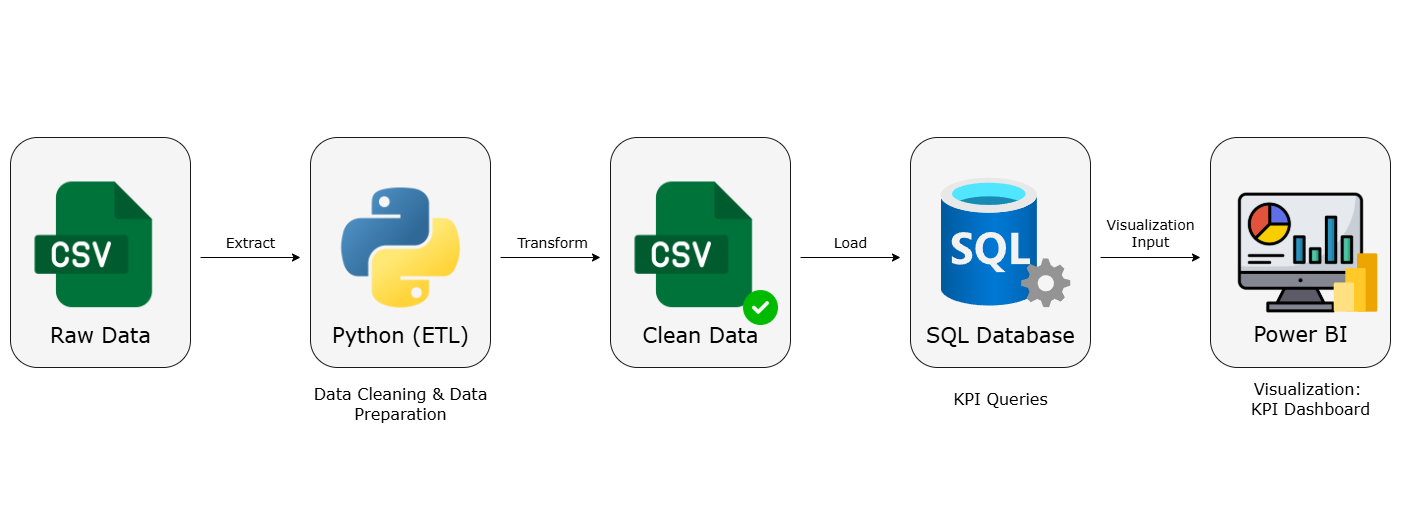 CSV
Raw Data
Extract
Python (ETL)
Data Cleaning & Data
Preparation
Transform
CSV
Clean Data
Load
SQL
SQL Database
KPI Queries
Visualization
Input
Power BI
Visualization:
KPI Dashboard